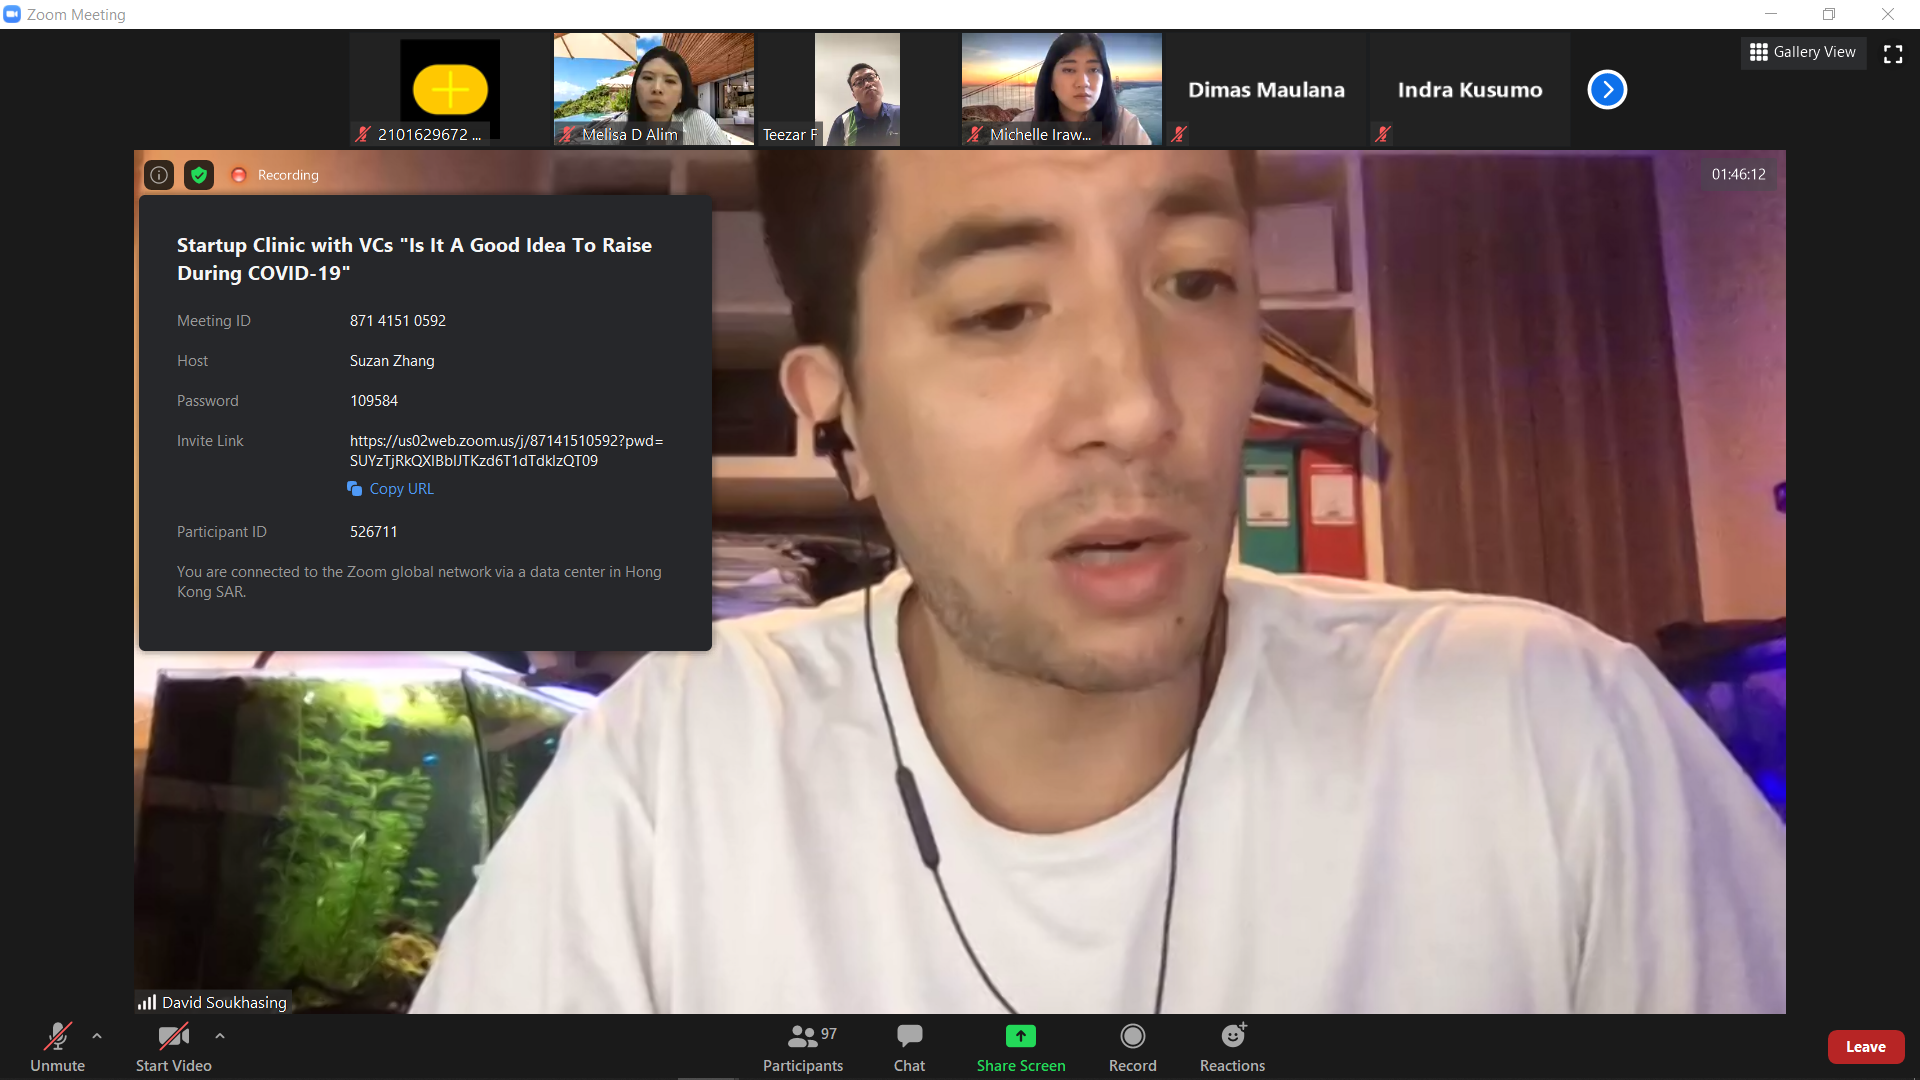 Zoom Meeting
Gallery View
2101629672 ...
Melisa D Alim
Teezar F
Michelle Iraw...
Dimas Maulana
Indra Kusumo
Recording
01:46:12
Startup Clinic with VCs "Is It A Good Idea To Raise
During COVID-19"
Meeting ID 871 4151 0592
Host Suzan Zhang
Password 109584
Invite Link https://us02web.zoom.us/j/87141510592?pwd=
Copy URL
Participant ID 526711
You are connected to the Zoom global network via a data center in Hong
Kong SAR.
David Soukhasing
Unmute
Start Video
97
Participants
Chat
Share Screen
Record
Reactions
Leave